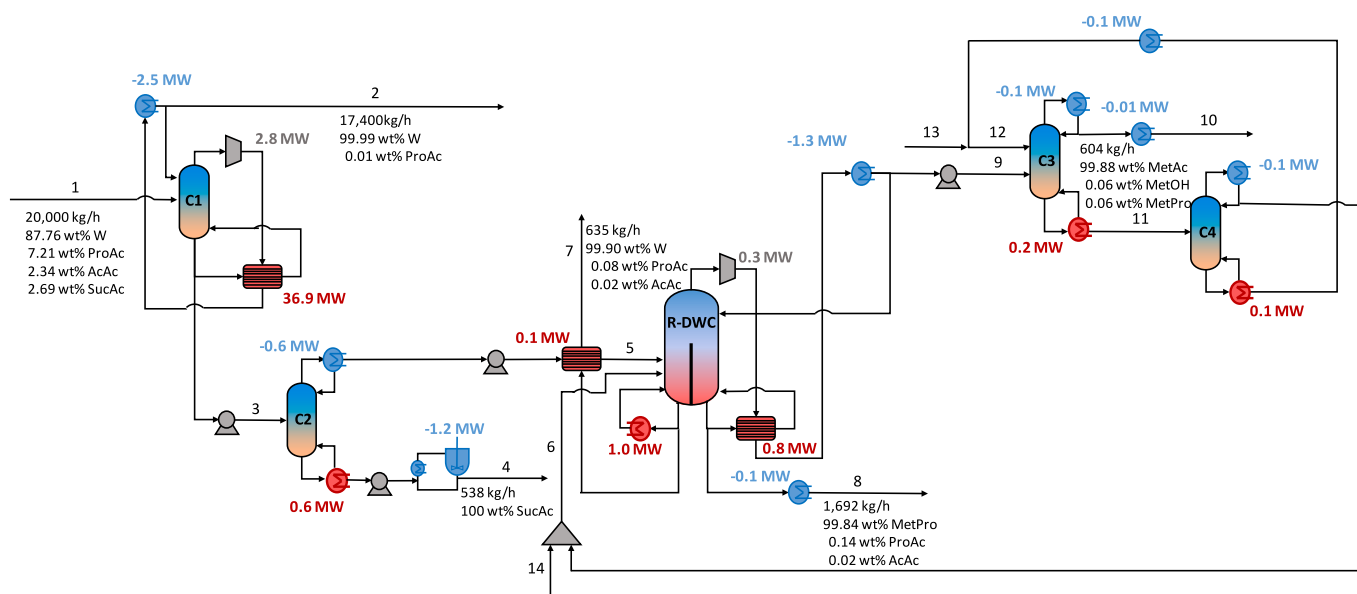 -0.1 MW
-2.5 MW
2
17,400kg/h
99.99 wt% W
0.01 wt% ProAc
2.8 MW
1
C1
20,000 kg/h
87.76 wt% W
7.21 wt% ProAc
2.34 wt% AcAc
2.69 wt% SucAc
36.9 MW
-0.1 MW
-0.01 MW
13
12
10
C3
604 kg/h
99.88 wt% MetAc
0.06 MetOH
0.06 MetPro
-1.3 MW
9
-0.1 MW
11
C4
0.2 MW
0.1 MW
7
635 kg/h
99.90 wt% W
0.08 wt% ProAc
0.02 wt% AcAc
0.3 MW
R-DWC
0.1 MW
5
-0.6 MW
C2
3
-1.2 MW
6
1.0 MW
0.8 MW
4
538 kg/h
100 wt% SucAc
0.6 MW
-0.1 MW
8
1,692 kg/h
99.84 wt% MetPro
0.14 wt% ProAc
0.02 wt% AcAc
14